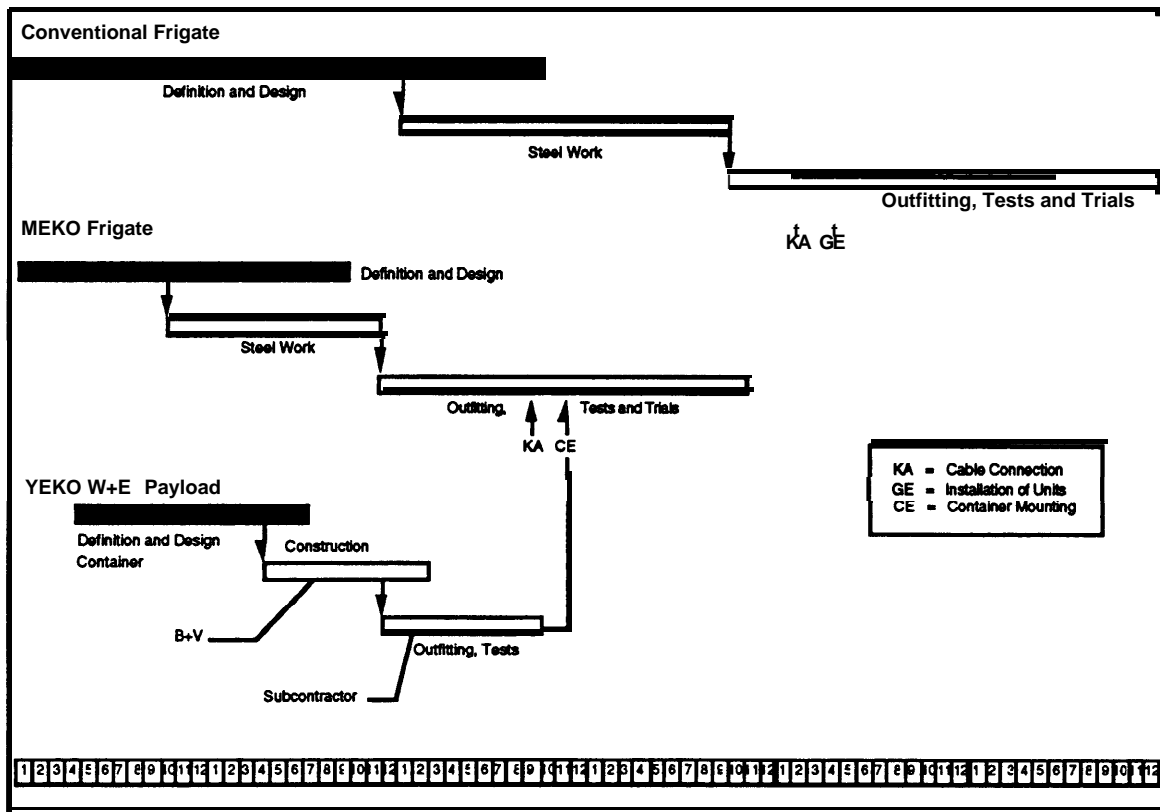 Conventional Frigate
Definition and Design
Steel Work
Outfitting, Tests and Trials
t t
KA GE
MEKO Frigate
Definition and Design
Steel Work
Outfitting, Tests and Trials
KA CE
KA = Cable Connection
GE = Installation of Units
CE = Container Mounting
YEKO W+E Payload
Definition and Design
Container
Construction
B+V
Outfitting, Tests
Subcontractor
1 2 3 4 5 6 7 8 9 10 11 12 1 2 3 4 5 6 7 8 9 10 11 12 1 2 3 4 5 6 7 8 9 10 11 12 1 2 3 4 5 6 7 8 9 10 11 12 1 2 3 4 5 6 7 8 9 10 11 12 1 2 3 4 5 6 7 8 9 10 11 12